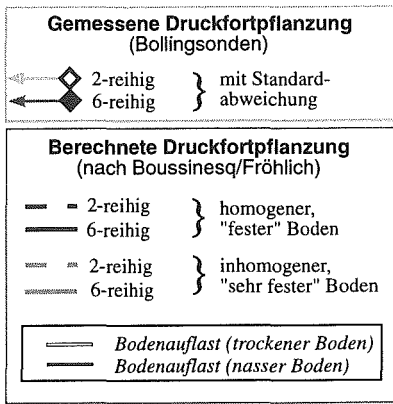 Gemessene Druckfortpflanzung
(Bollingsonden)
2-reihig
6-reihig
mit Standard-
abweichung
Berechnete Druckfortpflanzung
(nach Boussinesq/Fröhlich)
2-reihig
6-reihig
homogener,
"fester" Boden
2-reihig
6-reihig
inhomogener,
"sehr fester" Boden
Bodenauflast (trockener Boden)
Bodenauflast (nasser Boden)